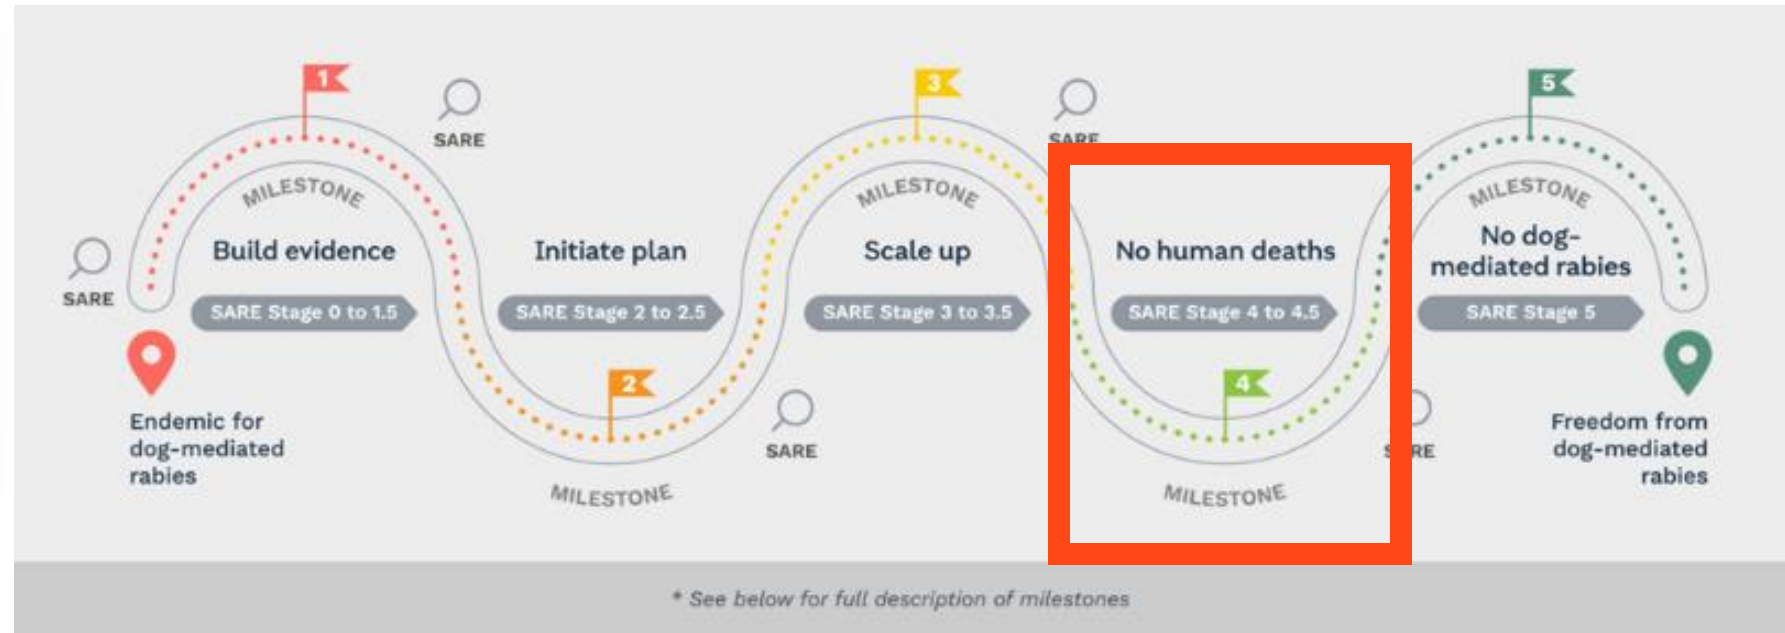 1
3
5
SARE
SARE
MILESTONE
MILESTONE
MILESTONE
Build evidence
Initiate plan
Scale up
No human deaths
No dog-
mediated rabies
SARE
SARE Stage 0 to 1.5
SARE Stage 2 to 2.5
SARE Stage 3 to 3.5
SARE Stage 4 to 4.5
SARE Stage 5
2
4
Endemic for
dog-mediated
rabies
SARE
RE
Freedom from
dog-mediated
rabies
MILESTONE
MILESTONE
* See below for full description of milestones